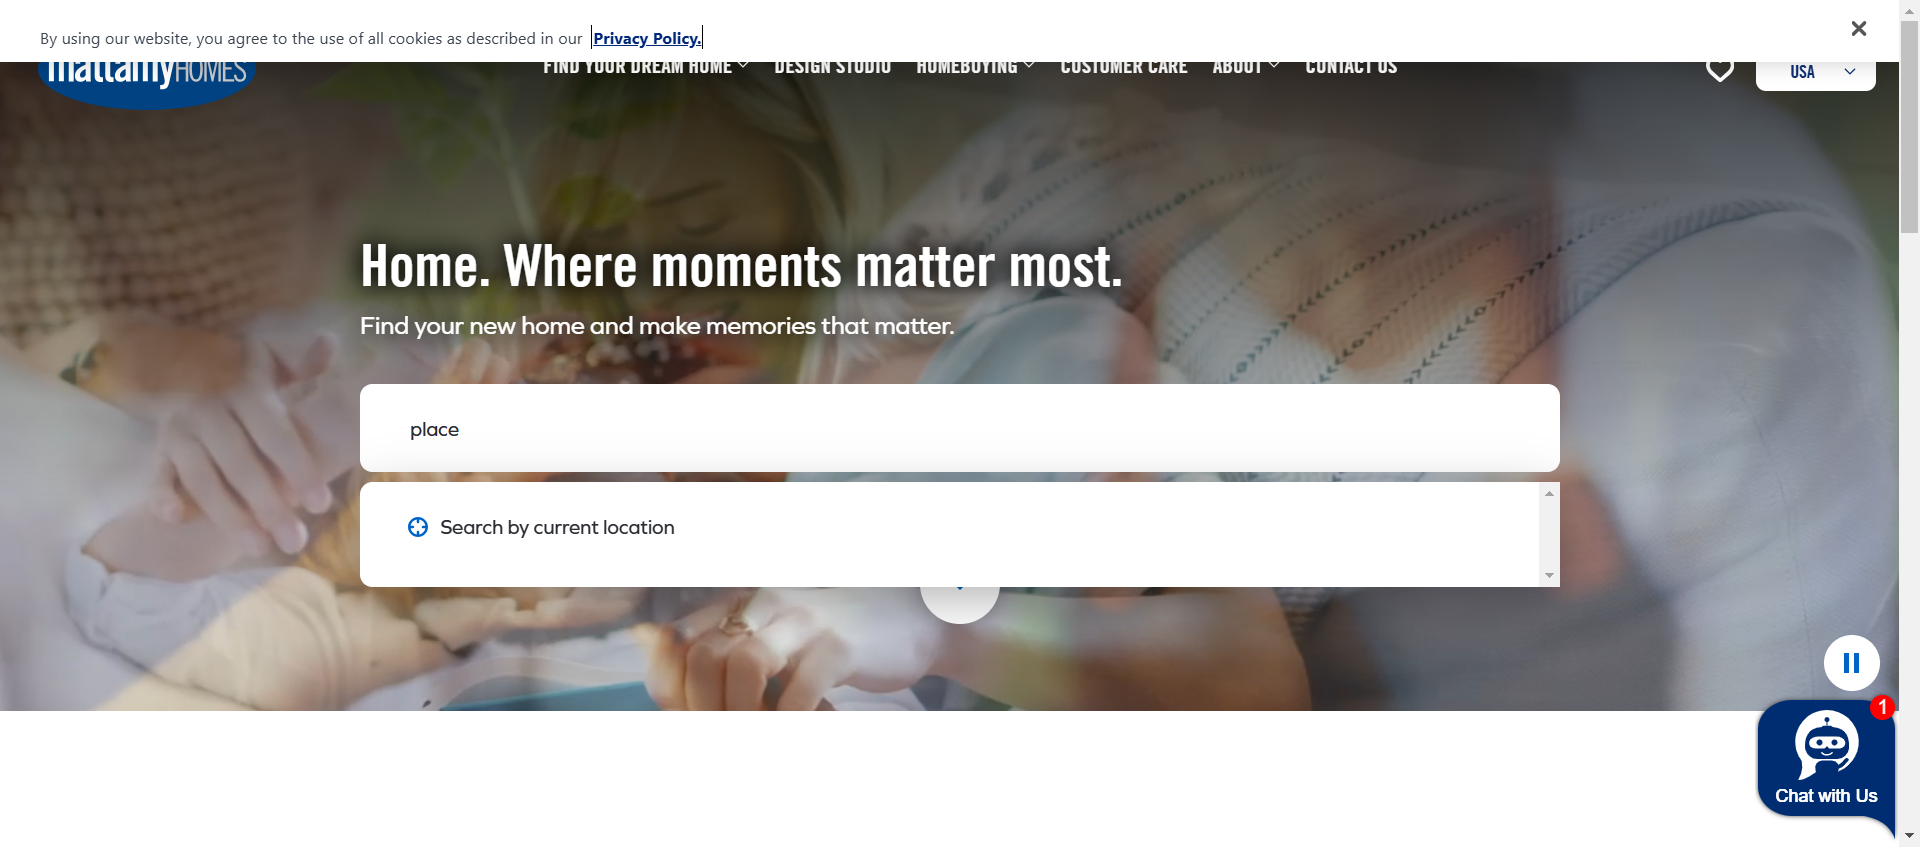 By using our website, you agree to the use of all cookies as described in our Privacy Policy.
mattamyHOMES
FIND YOUR DREAM HOME
DESIGN STUDIO
HOMEBUYING
CUSTOMER CARE
ABOUT
CONTACT US
USA
Home. Where moments matter most.
Find your new home and make memories that matter.
place
Search by current location
1
Chat with Us